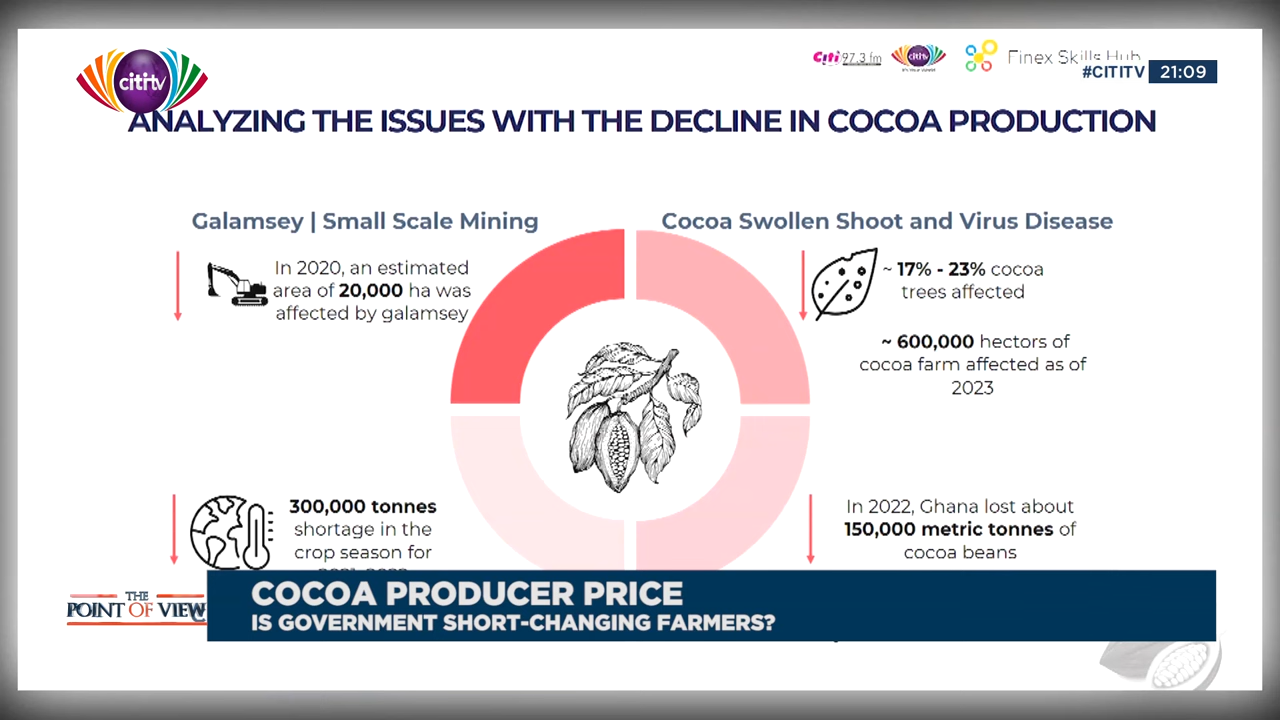 citi tv
Citi 97.3 fm
Finex Skills Hub
#CITITV 21:09
ANALYZING THE ISSUES WITH THE DECLINE IN COCOA PRODUCTION
Galamsey | Small Scale Mining
In 2020, an estimated
area of 20,000 ha was
affected by galamsey
Cocoa Swollen Shoot and Virus Disease
~ 17% - 23% cocoa
trees affected
~ 600,000 hectors of
cocoa farm affected as of
2023
300,000 tonnes
shortage in the
crop season for
In 2022, Ghana lost about
150,000 metric tonnes of
cocoa beans
THE
POINT OF VIEW
COCOA PRODUCER PRICE
IS GOVERNMENT SHORT-CHANGING FARMERS?